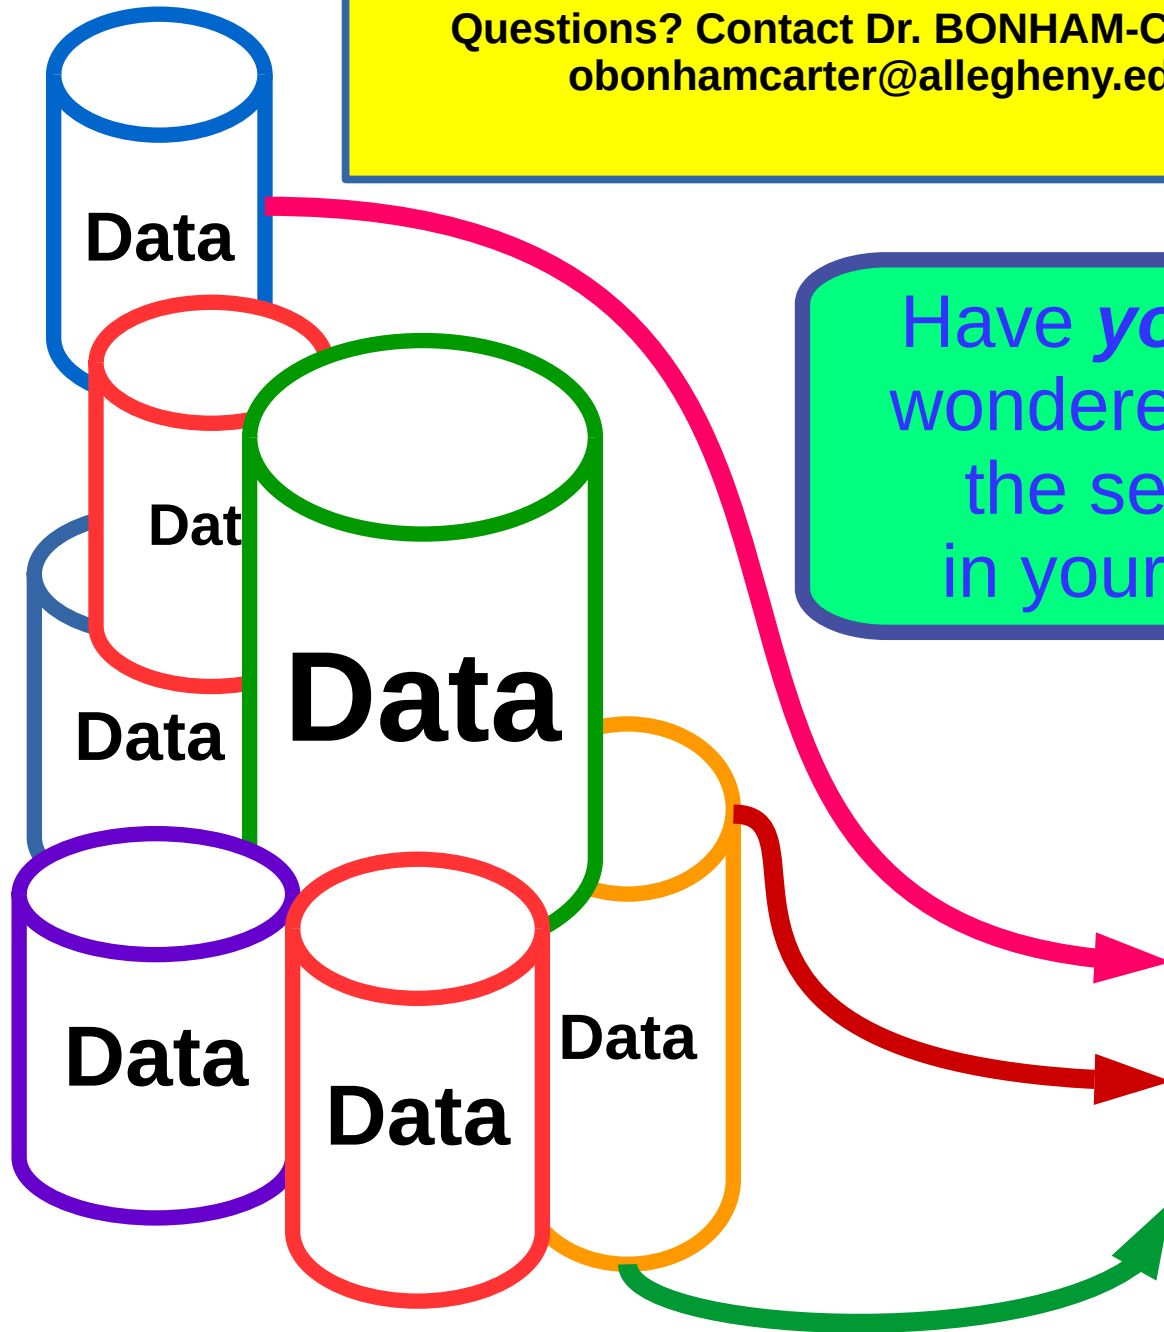 Questions? Contact Dr. BONHAM-C
obonhamcarter@allegheny.ed
Data
Have yo
wondere
the se
in your
Dat
Data
Data
Data
Data
Data